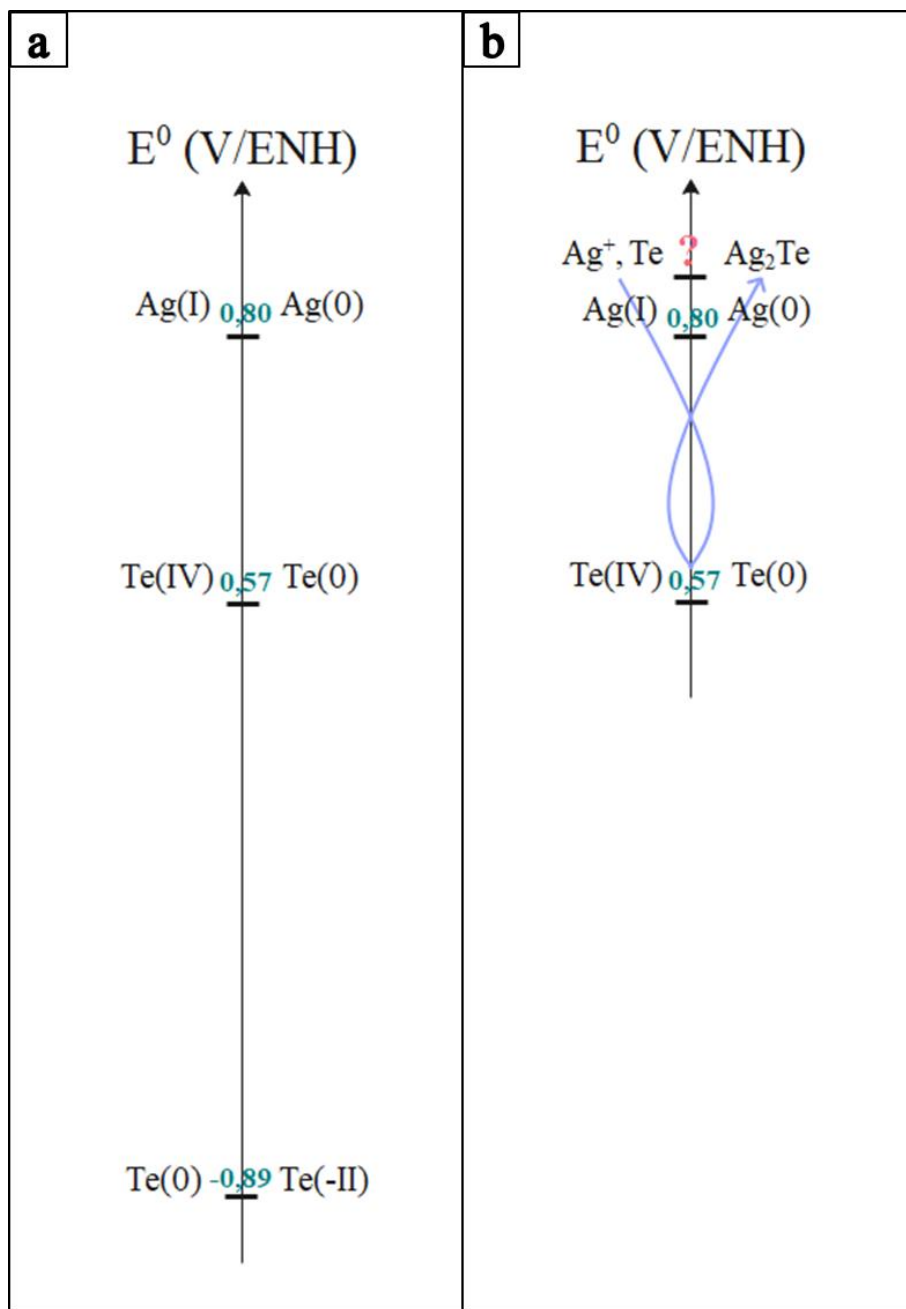 a
E⁰ (V/ENH)
Ag(I) 0,80 Ag(0)
Te(IV) 0,57 Te(0)
Te(0) -0,89 Te(-II)
b
E⁰ (V/ENH)
Ag⁺, Te ? Ag₂Te
Ag(I) 0,80 Ag(0)
Te(IV) 0,57 Te(0)